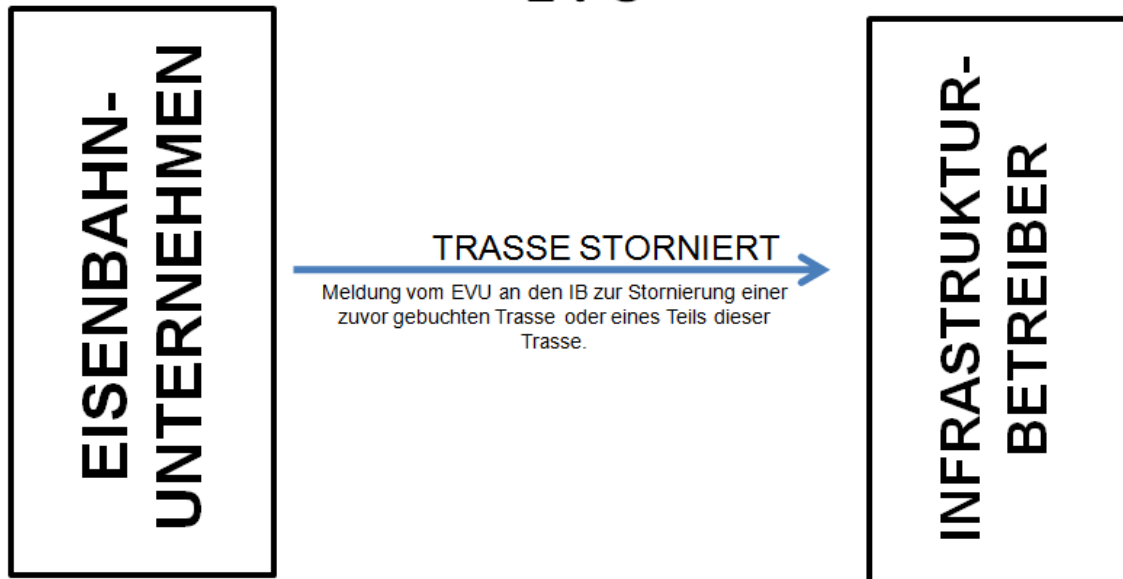 EISENBAHN-
UNTERNEHMEN
TRASSE STORNIERT
Meldung vom EVU an den IB zur Stornierung einer
zuvor gebuchten Trasse oder eines Teils dieser
Trasse.
INFRASTRUKTUR-
BETREIBER